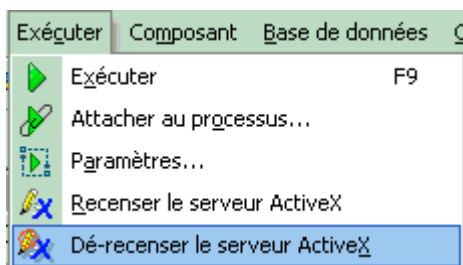 Exécuter Composant Base de données
Exécuter F9
Attacher au processus...
Paramètres...
Recenser le serveur ActiveX
Dé-recenser le serveur ActiveX